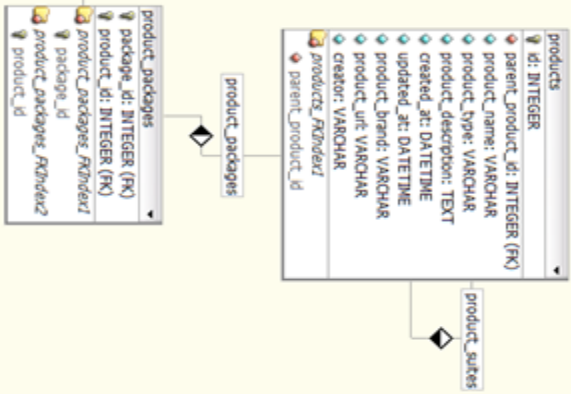 products
id: INTEGER
parent_product_id: INTEGER (FK)
product_name: VARCHAR
product_type: VARCHAR
product_description: TEXT
created_at: DATETIME
updated_at: DATETIME
product_brand: VARCHAR
product_url: VARCHAR
creator: VARCHAR
products_FKIndex1
parent_product_id
product_suites
product_packages
product_packages
package_id: INTEGER (FK)
product_id: INTEGER (FK)
product_packages_FKIndex1
package_id
product_packages_FKIndex2
product_id